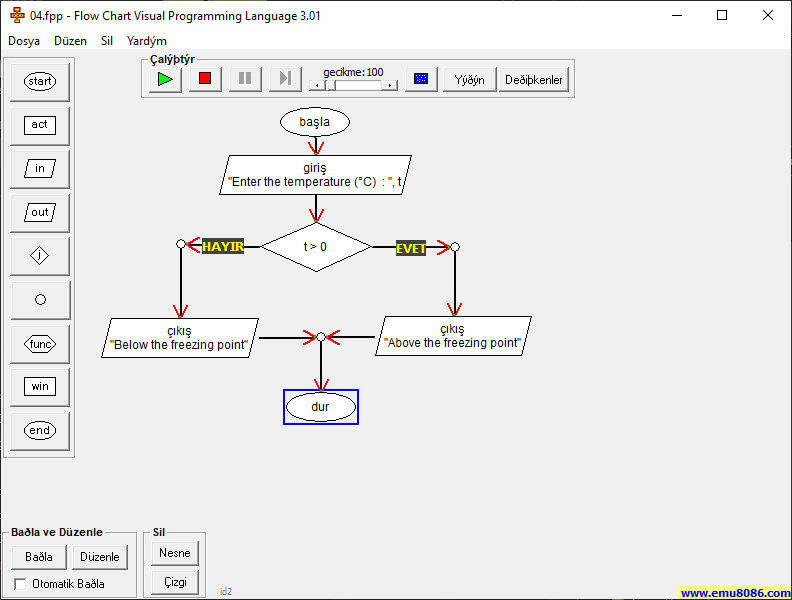 04.fpp - Flow Chart Visual Programming Language 3.01
Dosya Düzen Sil Yardým
Çalýþtýr
gecikme:100
Yýðýn
Deðiþkenler
start
act
in
out
j
func
win
end
başla
giriş
"Enter the temperature (°C) : ", t
t > 0
HAYIR
EVET
çıkış
"Below the freezing point"
çıkış
"Above the freezing point"
dur
Baðla ve Düzenle
Baðla
Düzenle
Otomatik Baðla
Sil
Nesne
Çizgi
id2
www.emu8086.com